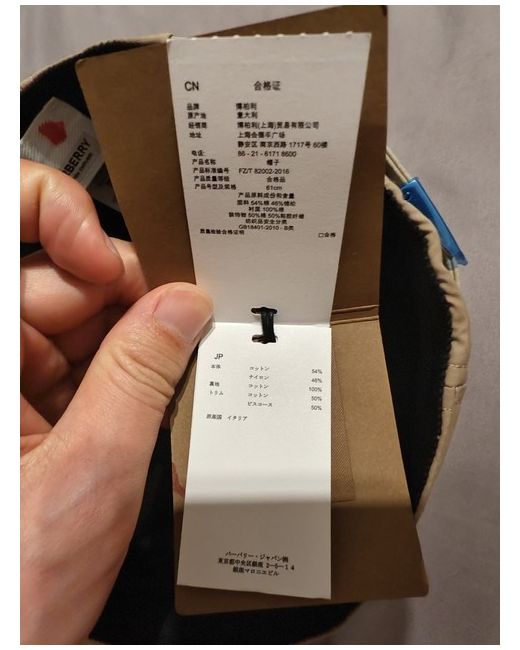 BERRY
CN 合格证
品牌 博柏利
原产地 意大利
经销商 博柏利(上海)贸易有限公司
地址 上海会德丰广场
静安区 南京西路 1717号 60楼
电话: 86 - 21 - 6171 8600
产品名称 帽子
产品标准编号 FZ/T 82002-2016
产品质量等级 合格品
产品号型及规格 61cm
产品原料成份和含量
面料 54%棉 46%锦纶
衬里 100%棉
装饰物 50%棉 50%粘胶纤维
纺织品安全分类
GB18401-2010 - B类
质量检验合格证明 □合格
JP
本体 コットン 54%
ナイロン 46%
裏地 コットン 100%
トリム コットン 50%
ビスコース 50%
原産国 イタリア
バーバリー・ジャパン㈱
東京都中央区銀座 2-5-14
銀座マロニエビル